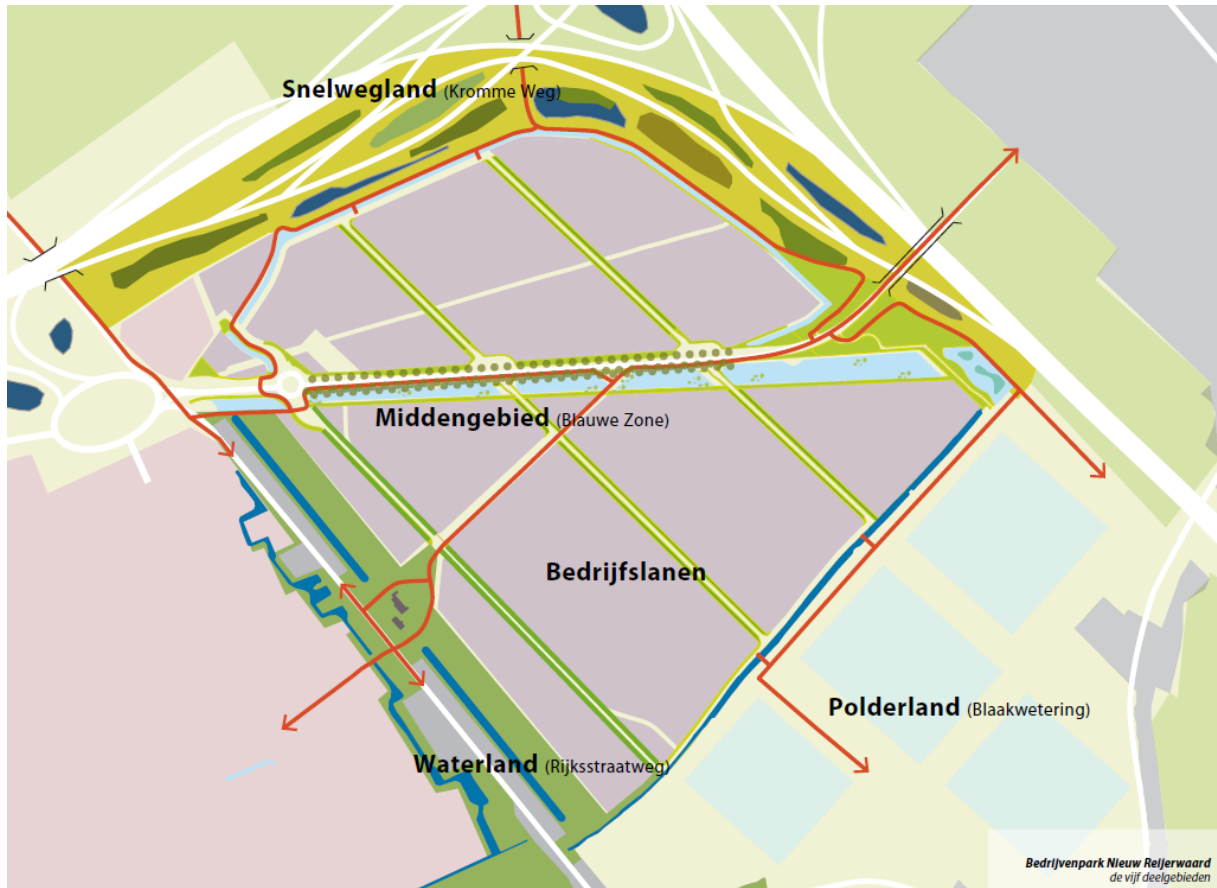 Snelwegland (Kromme Weg)
Middengebied (Blauwe Zone)
Bedrijfslanen
Polderland (Blaakwetering)
Waterland (Rijksstraatweg)
Bedrijvenpark Nieuw Reijerwaard
de vijf deelgebieden